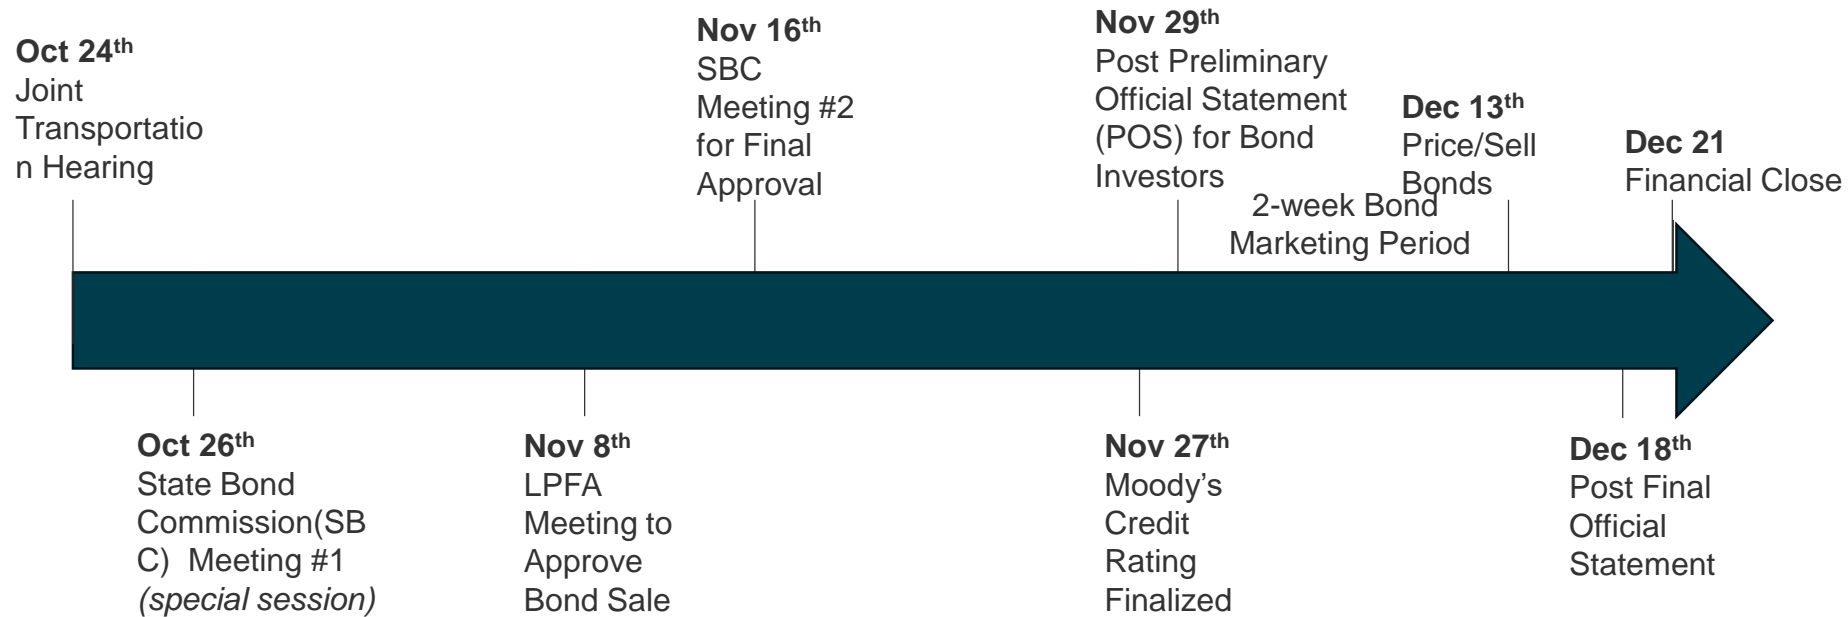 Oct 24th
Joint
Transportatio
n Hearing
Nov 16th
SBC
Meeting #2
for Final
Approval
Nov 29th
Post Preliminary
Official Statement
(POS) for Bond
Investors
2-week Bond
Marketing Period
Dec 13th
Price/Sell
Bonds
Dec 21
Financial Close
Oct 26th
State Bond
Commission(SB
C)  Meeting #1
(special session)
Nov 8th
LPFA
Meeting to
Approve
Bond Sale
Nov 27th
Moody’s
Credit
Rating
Finalized
Dec 18th
Post Final
Official
Statement